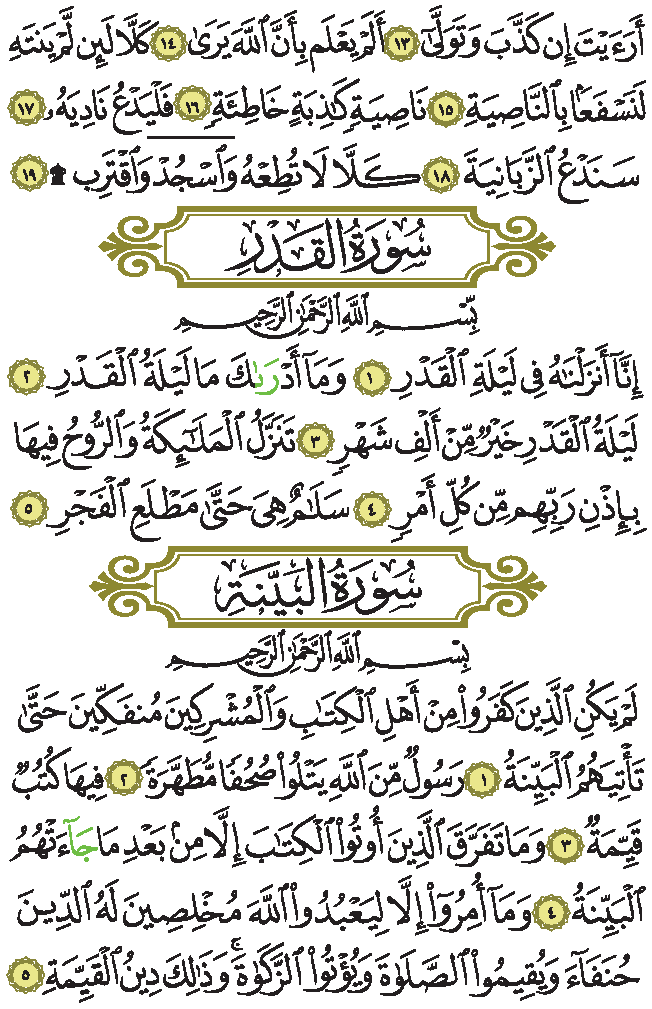 أَرَءَيْتَ إِن كَذَّبَ وَتَوَلَّىٰٓ ١٣ أَلَمْ يَعْلَم بِأَنَّ ٱللَّهَ يَرَىٰ ١٤ كَلَّا لَئِن لَّمْ يَنتَهِ
لَنَسْفَعًۢا بِٱلنَّاصِيَةِ ١٥ نَاصِيَةٍ كَٰذِبَةٍ خَاطِئَةٍ ١٦ فَلْيَدْعُ نَادِيَهُۥ ١٧
سَنَدْعُ ٱلزَّبَانِيَةَ ١٨ كَلَّا لَا تُطِعْهُ وَٱسْجُدْ وَٱقْتَرِب ۩ ١٩
سُورَةُ الْقَدْرِ
بِّسْمِ ٱللَّهِ ٱلرَّحْمَٰنِ ٱلرَّحِيمِ
إِنَّآ أَنزَلْنَٰهُ فِى لَيْلَةِ ٱلْقَدْرِ ١ وَمَآ أَدْرَىٰكَ مَا لَيْلَةُ ٱلْقَدْرِ ٢
لَيْلَةُ ٱلْقَدْرِ خَيْرٌ مِّنْ أَلْفِ شَهْرٍ ٣ تَنَزَّلُ ٱلْمَلَٰٓئِكَةُ وَٱلرُّوحُ فِيهَا
بِإِذْنِ رَبِّهِم مِّن كُلِّ أَمْرٍ ٤ سَلَٰمٌ هِىَ حَتَّىٰ مَطْلَعِ ٱلْفَجْرِ ٥
سُورَةُ الْبَيِّنَةِ
بِسْمِ ٱللَّهِ ٱلرَّحْمَٰنِ ٱلرَّحِيمِ
لَمْ يَكُنِ ٱلَّذِينَ كَفَرُوا۟ مِنْ أَهْلِ ٱلْكِتَٰبِ وَٱلْمُشْرِكِينَ مُنفَكِّينَ حَتَّىٰ
تَأْتِيَهُمُ ٱلْبَيِّنَةُ ١ رَسُولٌ مِّنَ ٱللَّهِ يَتْلُوا۟ صُحُفًا مُّطَهَّرَةً ٢ فِيهَا كُتُبٌ
قَيِّمَةٌ ٣ وَمَا تَفَرَّقَ ٱلَّذِينَ أُوتُوا۟ ٱلْكِتَٰبَ إِلَّا مِنۢ بَعْدِ مَا جَآءَتْهُمُ
ٱلْبَيِّنَةُ ٤ وَمَآ أُمِرُوٓا۟ إِلَّا لِيَعْبُدُوا۟ ٱللَّهَ مُخْلِصِينَ لَهُ ٱلدِّينَ
حُنَفَآءَ وَيُقِيمُوا۟ ٱلصَّلَوٰةَ وَيُؤْتُوا۟ ٱلزَّكَوٰةَ ۚ وَذَٰلِكَ دِينُ ٱلْقَيِّمَةِ ٥